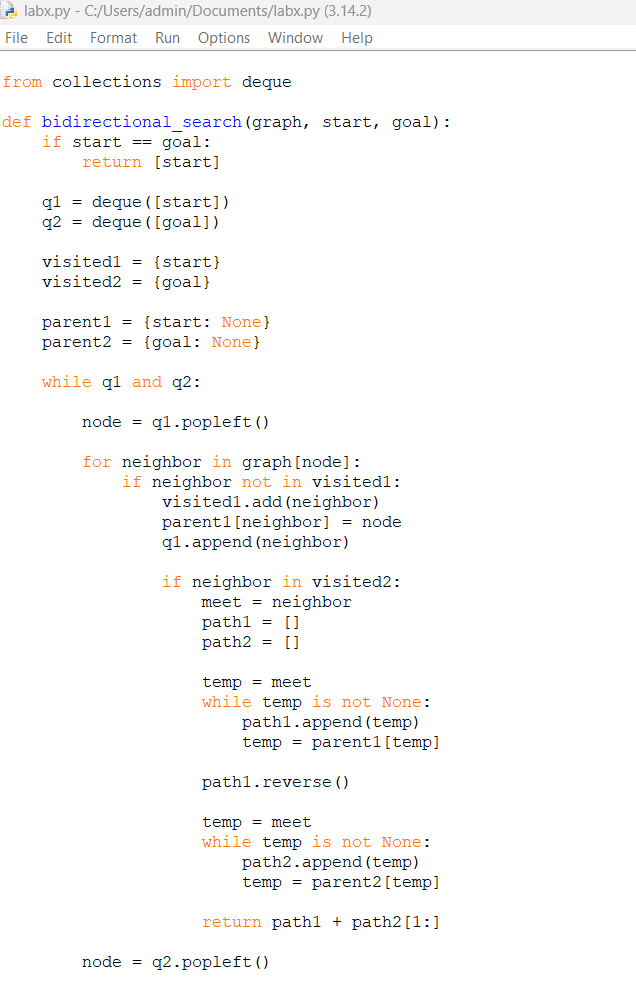 labx.py - C:/Users/admin/Documents/labx.py (3.14.2)
File Edit Format Run Options Window Help
from collections import deque

def bidirectional_search(graph, start, goal):
    if start == goal:
        return [start]

    q1 = deque([start])
    q2 = deque([goal])

    visited1 = {start}
    visited2 = {goal}

    parent1 = {start: None}
    parent2 = {goal: None}

    while q1 and q2:

        node = q1.popleft()

        for neighbor in graph[node]:
            if neighbor not in visited1:
                visited1.add(neighbor)
                parent1[neighbor] = node
                q1.append(neighbor)

                if neighbor in visited2:
                    meet = neighbor
                    path1 = []
                    path2 = []

                    temp = meet
                    while temp is not None:
                        path1.append(temp)
                        temp = parent1[temp]

                    path1.reverse()

                    temp = meet
                    while temp is not None:
                        path2.append(temp)
                        temp = parent2[temp]

                    return path1 + path2[1:]

        node = q2.popleft()